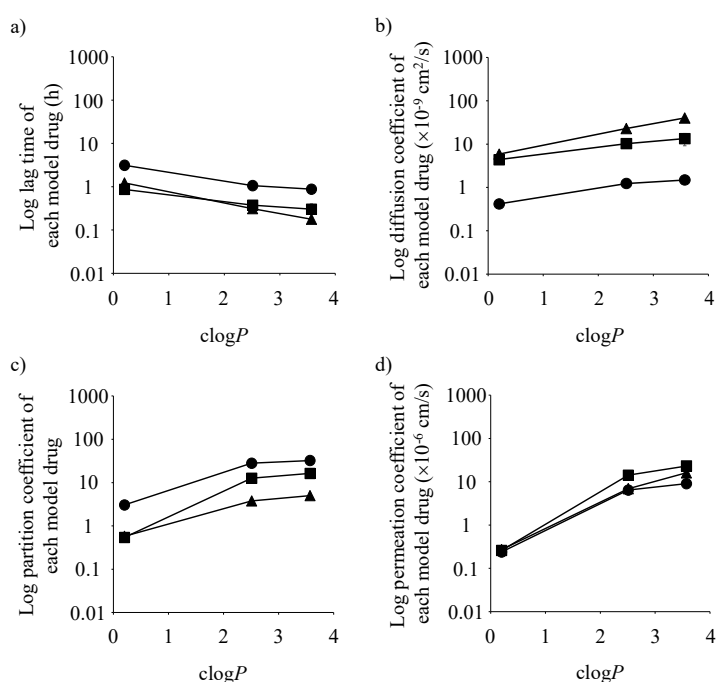 a)
Log lag time of
each model drug (h)
1000
100
10
1
0.1
0.01
0 1 2 3 4
clogP
b)
Log diffusion coefficient of
each model drug (×10-9 cm2/s)
1000
100
10
1
0.1
0.01
0 1 2 3 4
clogP
c)
Log partition coefficient of
each model drug
1000
100
10
1
0.1
0.01
0 1 2 3 4
clogP
d)
Log permeation coefficient of
each model drug (×10-6 cm/s)
1000
100
10
1
0.1
0.01
0 1 2 3 4
clogP